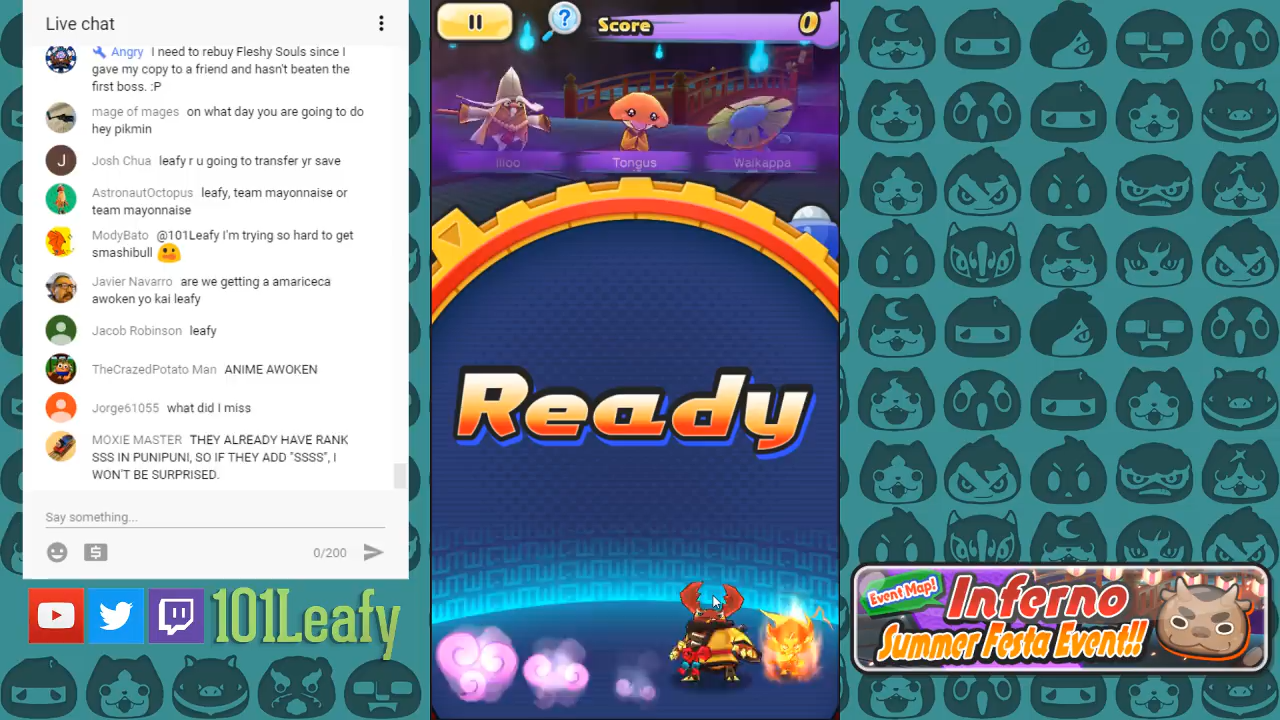 Live chat
Angry I need to rebuy Fleshy Souls since I
gave my copy to a friend and hasn't beaten the
first boss. :P
mage of mages on what day you are going to do
hey pikmin
Josh Chua leafy r u going to transfer yr save
AstronautOctopus leafy, team mayonnaise or
team mayonnaise
ModyBato @101Leafy I'm trying so hard to get
smashibull
Javier Navarro are we getting a amariceca
awoken yo kai leafy
Jacob Robinson leafy
TheCrazedPotato Man ANIME AWOKEN
Jorge61055 what did I miss
MOXIE MASTER THEY ALREADY HAVE RANK
SSS IN PUNIPUNI, SO IF THEY ADD "SSSS", I
WON'T BE SURPRISED.
Say something...
0/200
101Leafy
Score 0
Illoo Tongus Walkappa
Ready
Event Map!
Inferno
Summer Festa Event!!